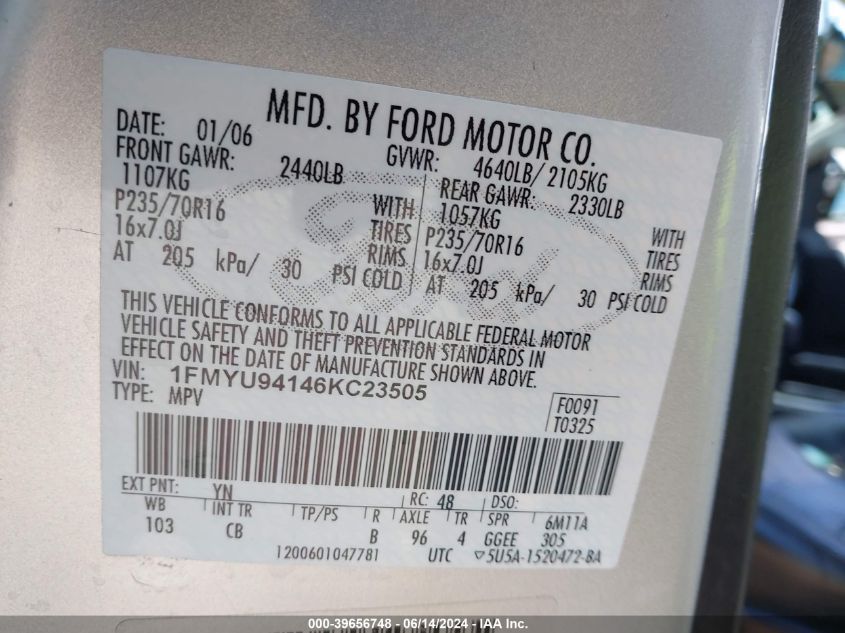 MFD. BY FORD MOTOR CO.
DATE: 01/06 GVWR: 4640LB/ 2105KG
FRONT GAWR: 2440LB REAR GAWR: 2330LB
1107KG WITH 1057KG WITH
P235/70R16 TIRES P235/70R16 TIRES
16x7.0J RIMS 16x7.0J RIMS
AT 205 kPa/ 30 PSI COLD AT 205 kPa/ 30 PSI COLD
THIS VEHICLE CONFORMS TO ALL APPLICABLE FEDERAL MOTOR
VEHICLE SAFETY AND THEFT PREVENTION STANDARDS IN
EFFECT ON THE DATE OF MANUFACTURE SHOWN ABOVE.
VIN: 1FMYU94146KC23505
TYPE: MPV
F0091
T0325
EXT PNT: YN RC: 48 DSO:
WB INT TR TP/PS R AXLE TR SPR 6M11A
103 CB B 96 4 GGEE 305
1200601047781 UTC ▽5U5A-1520472-BA
000-39656748 - 06/14/2024 - IAAI Inc.